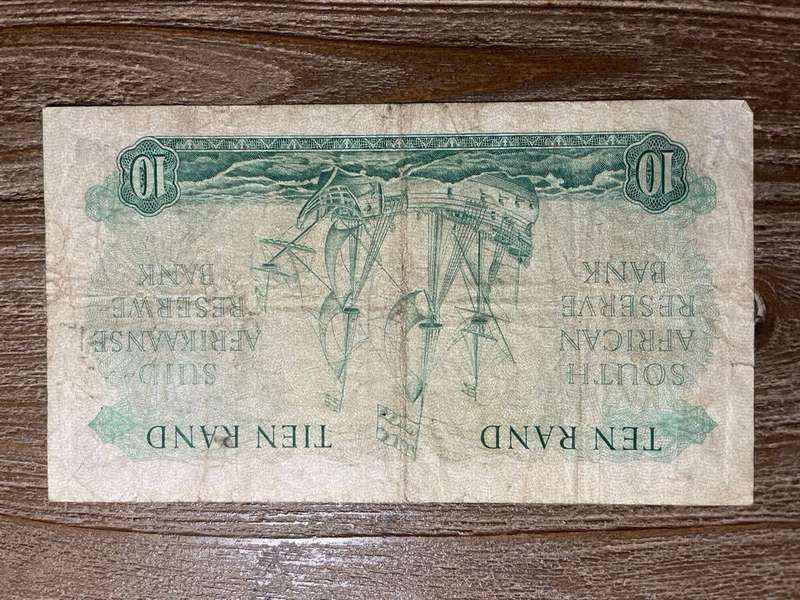 TEN RAND
TIEN RAND
SOUTH
AFRICAN
RESERVE
BANK
SUID-
AFRIKAANSE
RESERWE-
BANK
10
10